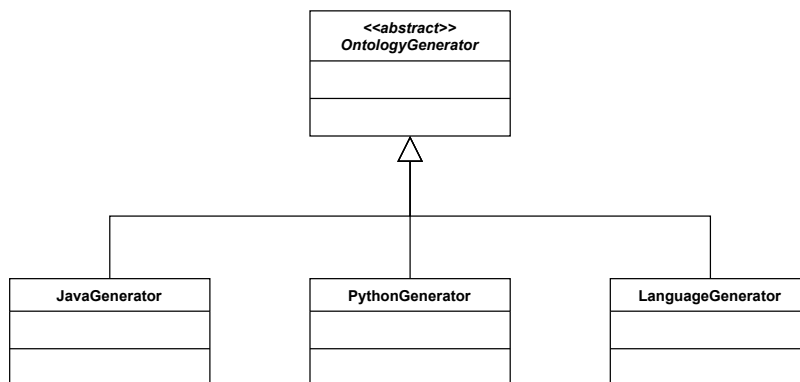 <<abstract>>
OntologyGenerator
JavaGenerator
PythonGenerator
LanguageGenerator